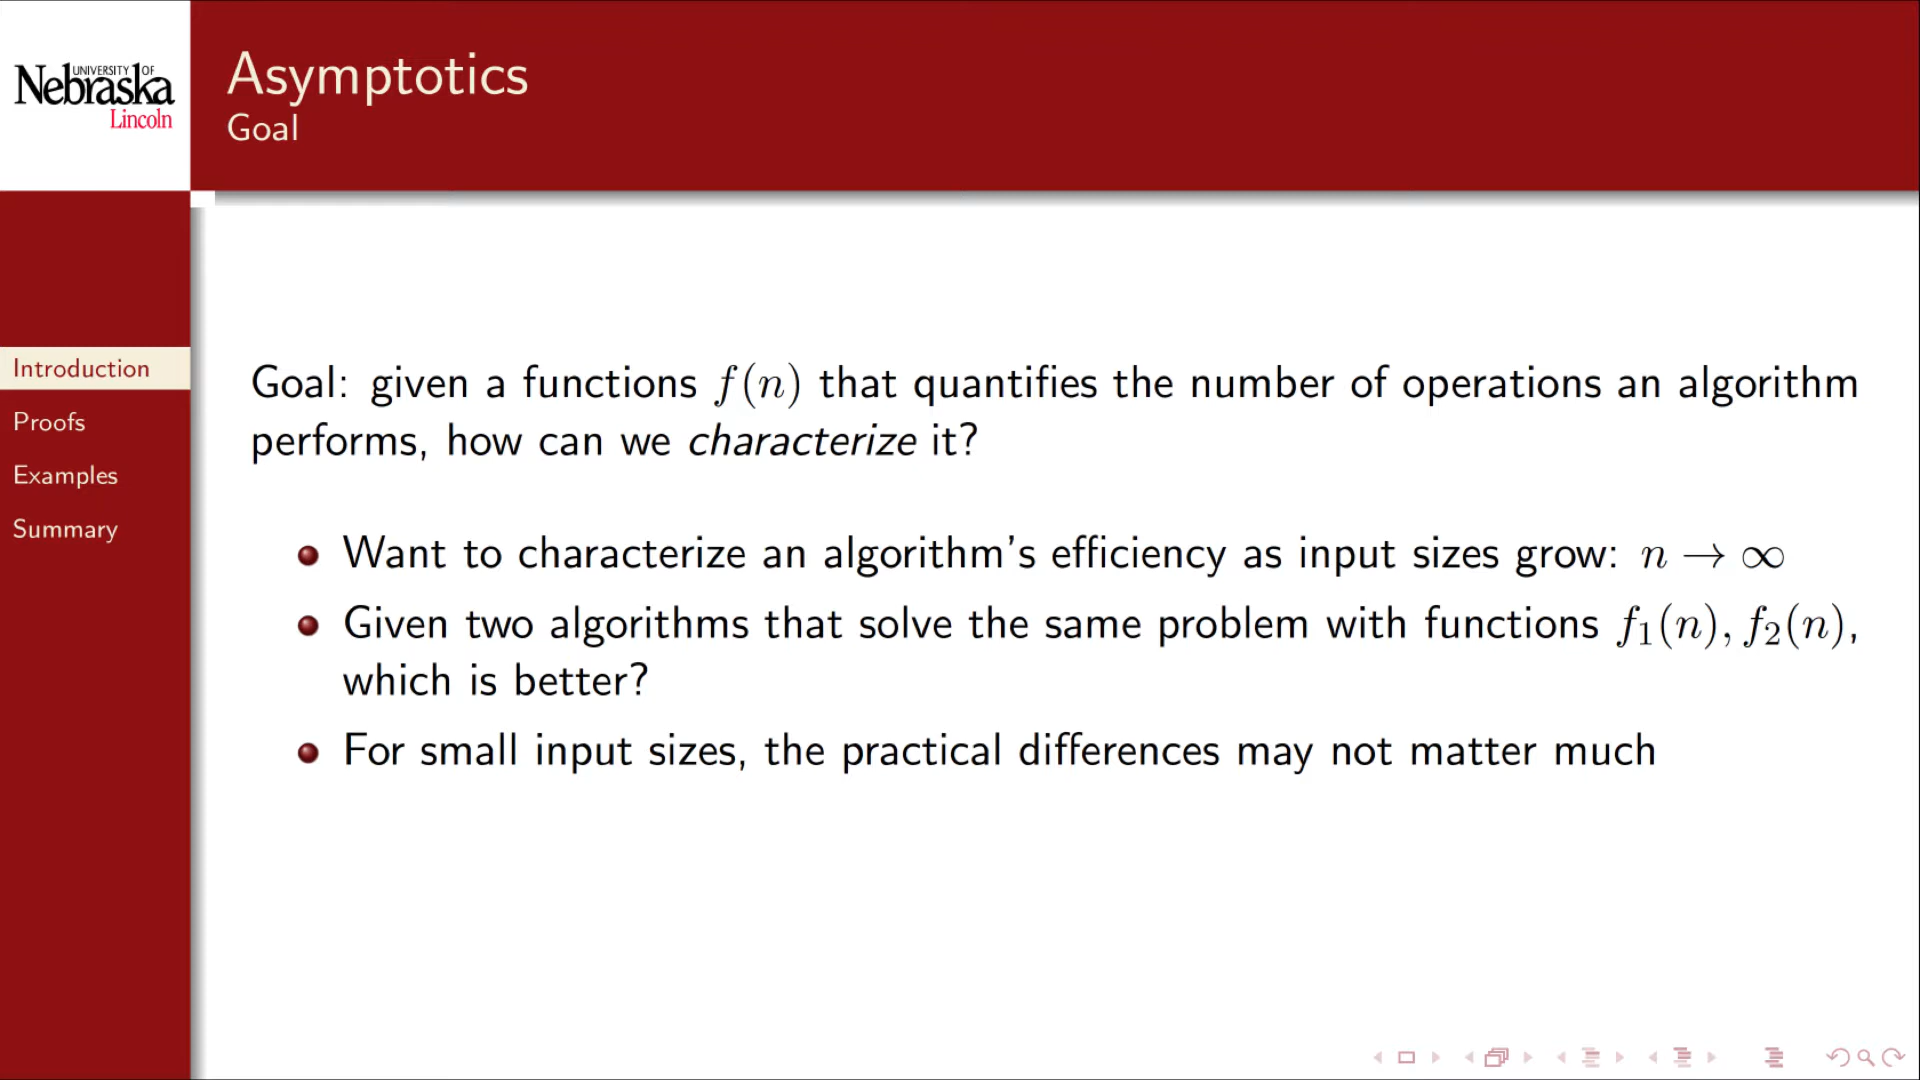 UNIVERSITY OF
Nebraska
Lincoln
Asymptotics
Goal
Introduction
Proofs
Examples
Summary
Goal: given a functions f(n) that quantifies the number of operations an algorithm
performs, how can we characterize it?
Want to characterize an algorithm's efficiency as input sizes grow: n → ∞
Given two algorithms that solve the same problem with functions f₁(n), f₂(n),
which is better?
For small input sizes, the practical differences may not matter much